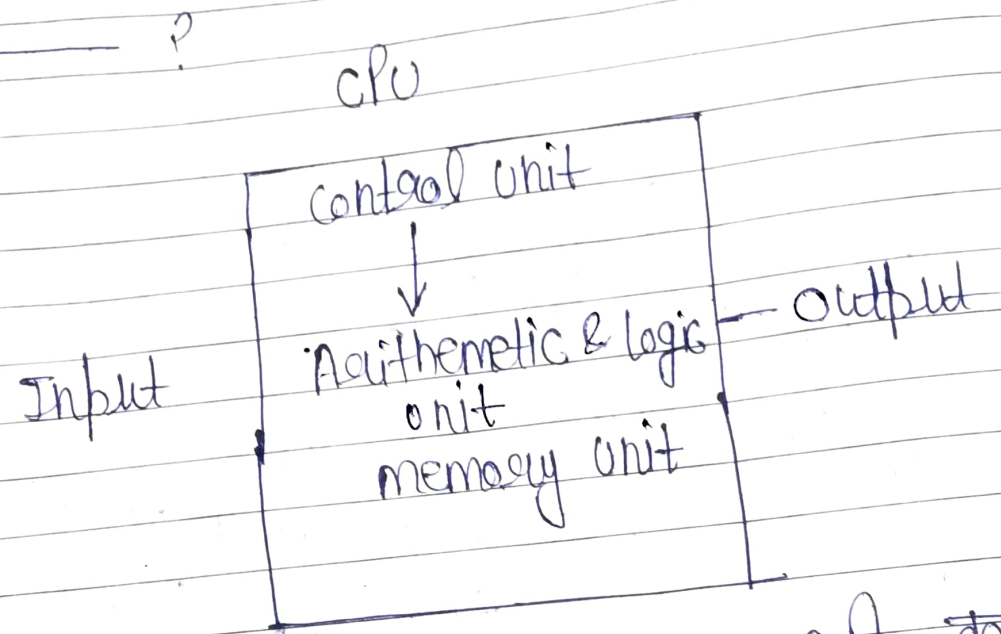 ?
CPU
Control Unit
Input
Arithemetic & logic
unit
memory unit
Output